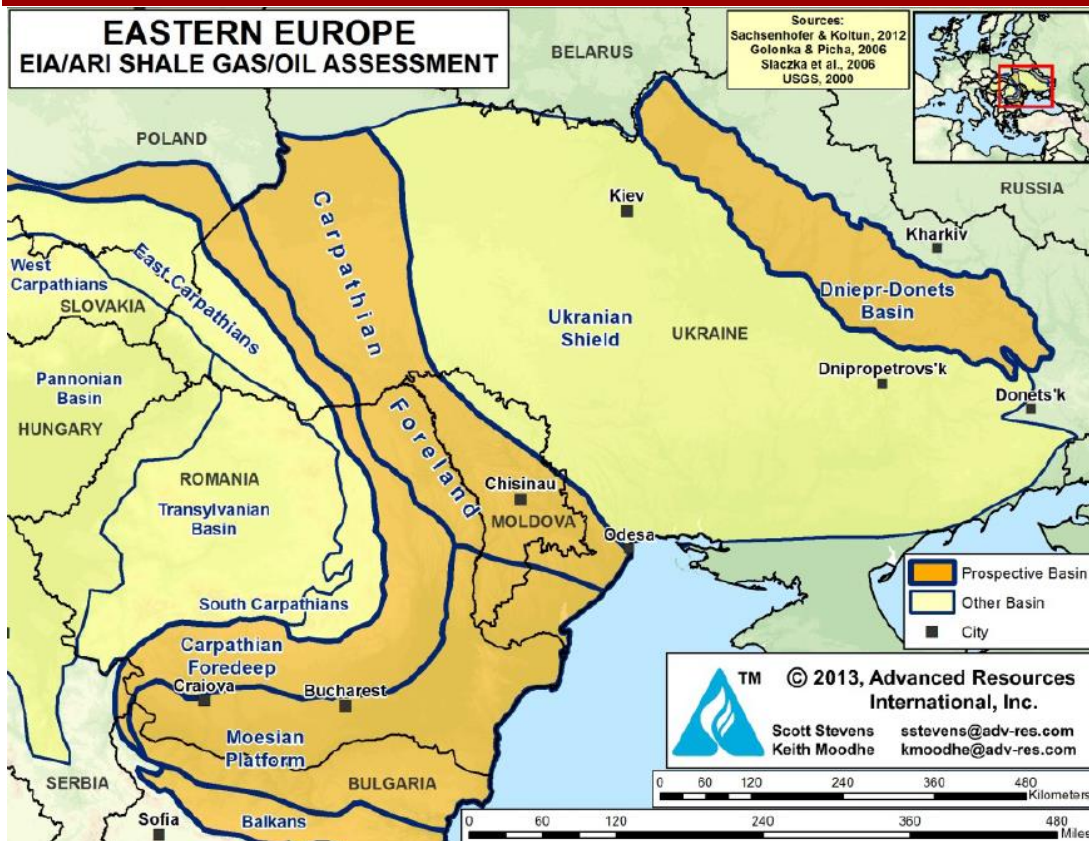 EASTERN EUROPE
EIA/ARI SHALE GAS/OIL ASSESSMENT
Sources:
Sachsenhofer & Koltun, 2012
Golonka & Picha, 2006
Slaczka et al., 2006
USGS, 2000
BELARUS
POLAND
RUSSIA
Kiev
Kharkiv
Carpathian
Foreland
West
Carpathians
East Carpathians
SLOVAKIA
Dniepr-Donets
Basin
Ukranian
Shield
UKRAINE
Pannonian
Basin
Dnipropetrovs'k
Donets'k
HUNGARY
ROMANIA
Transylvanian
Basin
Chisinau
MOLDOVA
Odesa
Prospective Basin
Other Basin
City
South Carpathians
Carpathian
Foredeep
Craiova
Bucharest
Moesian
Platform
TM
© 2013, Advanced Resources
International, Inc.
Scott Stevens sstevens@adv-res.com
Keith Moodhe kmoodhe@adv-res.com
SERBIA
BULGARIA
Sofia
Balkans
0 60 120 240 360 480
Kilometers
0 60 120 240 360 480
Miles